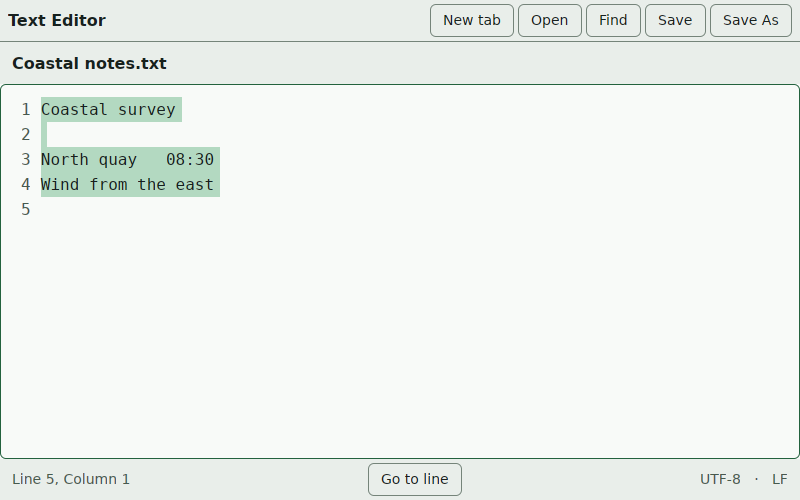 Text Editor
New tab
Open
Find
Save
Save As
Coastal notes.txt
1 Coastal survey
2
3 North quay   08:30
4 Wind from the east
5
Line 5, Column 1
Go to line
UTF-8 · LF